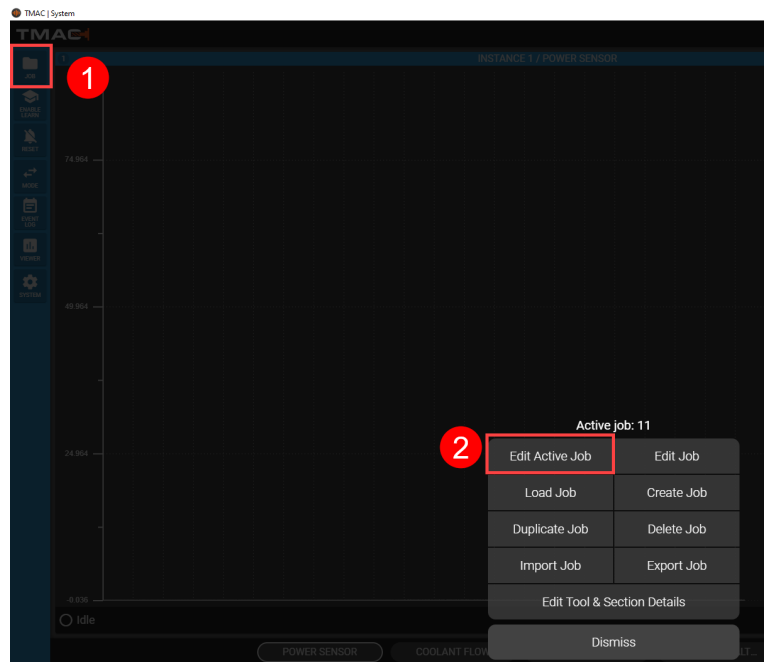 TMAC | System
TMAC
JOB
1
1
INSTANCE 1 / POWER SENSOR
ENABLE
LEARN
RESET
74.964
MODE
EVENT
LOG
VIEWER
SYSTEM
49.964
Active job: 11
2
24.964
Edit Active Job
Edit Job
Load Job
Create Job
Duplicate Job
Delete Job
Import Job
Export Job
-0.036
Edit Tool & Section Details
Idle
Dismiss
POWER SENSOR
COOLANT FLOW
LT...